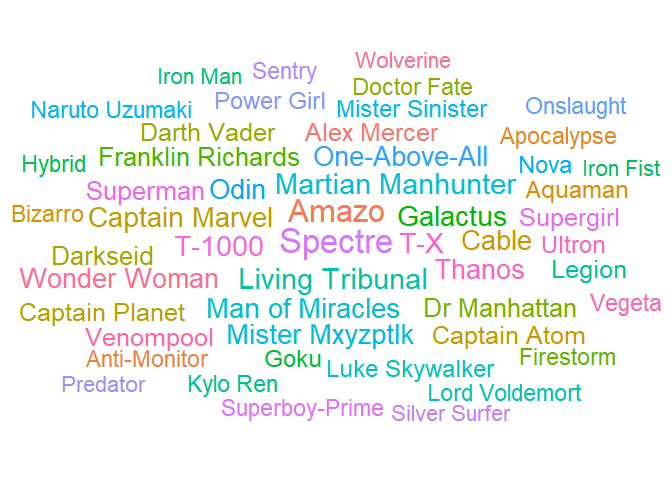 Wolverine
Iron Man Sentry
Doctor Fate
Naruto Uzumaki Power Girl Mister Sinister Onslaught
Darth Vader Alex Mercer Apocalypse
Hybrid Franklin Richards One-Above-All Nova Iron Fist
Superman Odin Martian Manhunter Aquaman
Bizarro Captain Marvel Amazo Galactus Supergirl
Darkseid T-1000 Spectre T-X Cable Ultron
Wonder Woman Living Tribunal Thanos Legion
Captain Planet Man of Miracles Dr Manhattan Vegeta
Venompool Mister Mxyzptlk Captain Atom
Anti-Monitor Goku Luke Skywalker Firestorm
Predator Kylo Ren Lord Voldemort
Superboy-Prime Silver Surfer